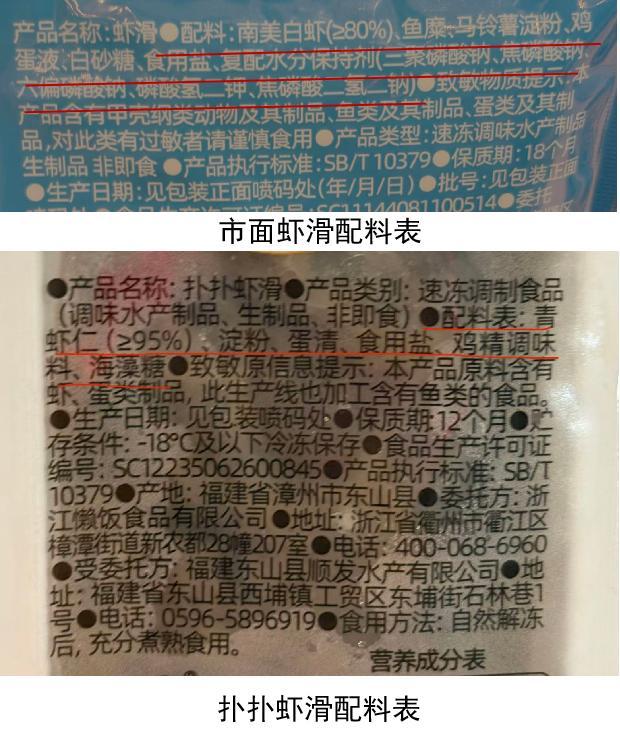 产品名称:虾滑●配料:南美白虾(≥80%)、鱼糜、马铃薯淀粉、鸡
蛋液、白砂糖、食用盐、复配水分保持剂(三聚磷酸钠、焦磷酸钠、
六偏磷酸钠、磷酸氢二钾、焦磷酸二氢二钠)●致敏物质提示:本
产品含有甲壳纲类动物及其制品、鱼类及其制品、蛋类及其制
品,对此类有过敏者请谨慎食用●产品类型:速冻调味水产制品
生制品 非即食 ●产品执行标准:SB/T 10379●保质期:18个月
●生产日期:见包装正面喷码处(年/月/日) ●批号:见包装正面
喷码处●食品生产许可证编号:SC11144081100514●委托
市面虾滑配料表
●产品名称: 扑扑虾滑●产品类别: 速冻调制食品
(调味水产制品、生制品、非即食) ●配料表: 青
虾仁 (≥95%) 、淀粉、蛋清、食用盐、鸡精调味
料、海藻糖●致敏原信息提示: 本产品原料含有
虾、蛋类制品, 此生产线也加工含有鱼类的食品。
●生产日期: 见包装喷码处●保质期:12个月●贮
存条件: -18℃及以下冷冻保存●食品生产许可证
编号: SC12235062600845●产品执行标准: SB/T
10379●产地: 福建省漳州市东山县●委托方: 浙
江懒饭食品有限公司 ●地址: 浙江省衢州市衢江区
樟潭街道新农都28幢207室●电话: 400-068-6960
●受委托方: 福建东山县顺发水产有限公司●地
址: 福建省东山县西埔镇工贸区东埔街石林巷1
号●电话: 0596-5896919●食用方法: 自然解冻
后, 充分煮熟食用。
营养成分表
扑扑虾滑配料表